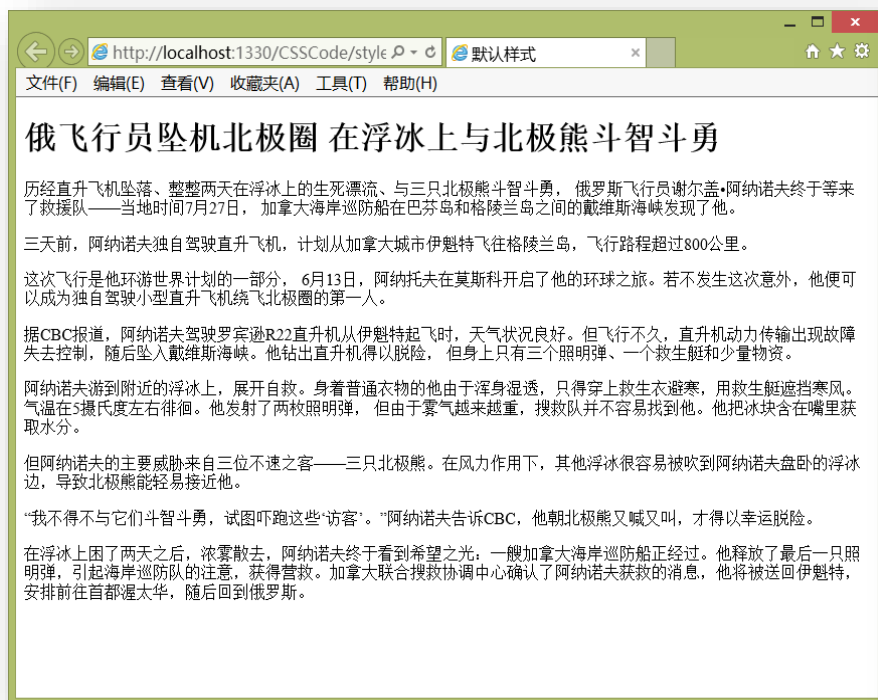 http://localhost:1330/CSSCode/style
默认样式
文件(F) 编辑(E) 查看(V) 收藏夹(A) 工具(T) 帮助(H)
俄飞行员坠机北极圈 在浮冰上与北极熊斗智斗勇
历经直升飞机坠落、整整两天在浮冰上的生死漂流、与三只北极熊斗智斗勇， 俄罗斯飞行员谢尔盖•阿纳诺夫终于等来
了救援队——当地时间7月27日， 加拿大海岸巡防船在巴芬岛和格陵兰岛之间的戴维斯海峡发现了他。
三天前，阿纳诺夫独自驾驶直升飞机，计划从加拿大城市伊魁特飞往格陵兰岛，飞行路程超过800公里。
这次飞行是他环游世界计划的一部分， 6月13日，阿纳托夫在莫斯科开启了他的环球之旅。若不发生这次意外，他便可
以成为独自驾驶小型直升飞机绕飞北极圈的第一人。
据CBC报道，阿纳诺夫驾驶罗宾逊R22直升机从伊魁特起飞时，天气状况良好。但飞行不久，直升机动力传输出现故障
失去控制，随后坠入戴维斯海峡。他钻出直升机得以脱险， 但身上只有三个照明弹、一个救生艇和少量物资。
阿纳诺夫游到附近的浮冰上，展开自救。身着普通衣物的他由于浑身湿透，只得穿上救生衣避寒，用救生艇遮挡寒风。
气温在5摄氏度左右徘徊。他发射了两枚照明弹， 但由于雾气越来越重，搜救队并不容易找到他。他把冰块含在嘴里获
取水分。
但阿纳诺夫的主要威胁来自三位不速之客——三只北极熊。在风力作用下，其他浮冰很容易被吹到阿纳诺夫盘卧的浮冰
边，导致北极熊能轻易接近他。
“我不得不与它们斗智斗勇，试图吓跑这些‘访客’。”阿纳诺夫告诉CBC，他朝北极熊又喊又叫，才得以幸运脱险。
在浮冰上困了两天之后，浓雾散去，阿纳诺夫终于看到希望之光：一艘加拿大海岸巡防船正经过。他释放了最后一只照
明弹，引起海岸巡防队的注意，获得营救。加拿大联合搜救协调中心确认了阿纳诺夫获救的消息，他将被送回伊魁特，
安排前往首都渥太华，随后回到俄罗斯。